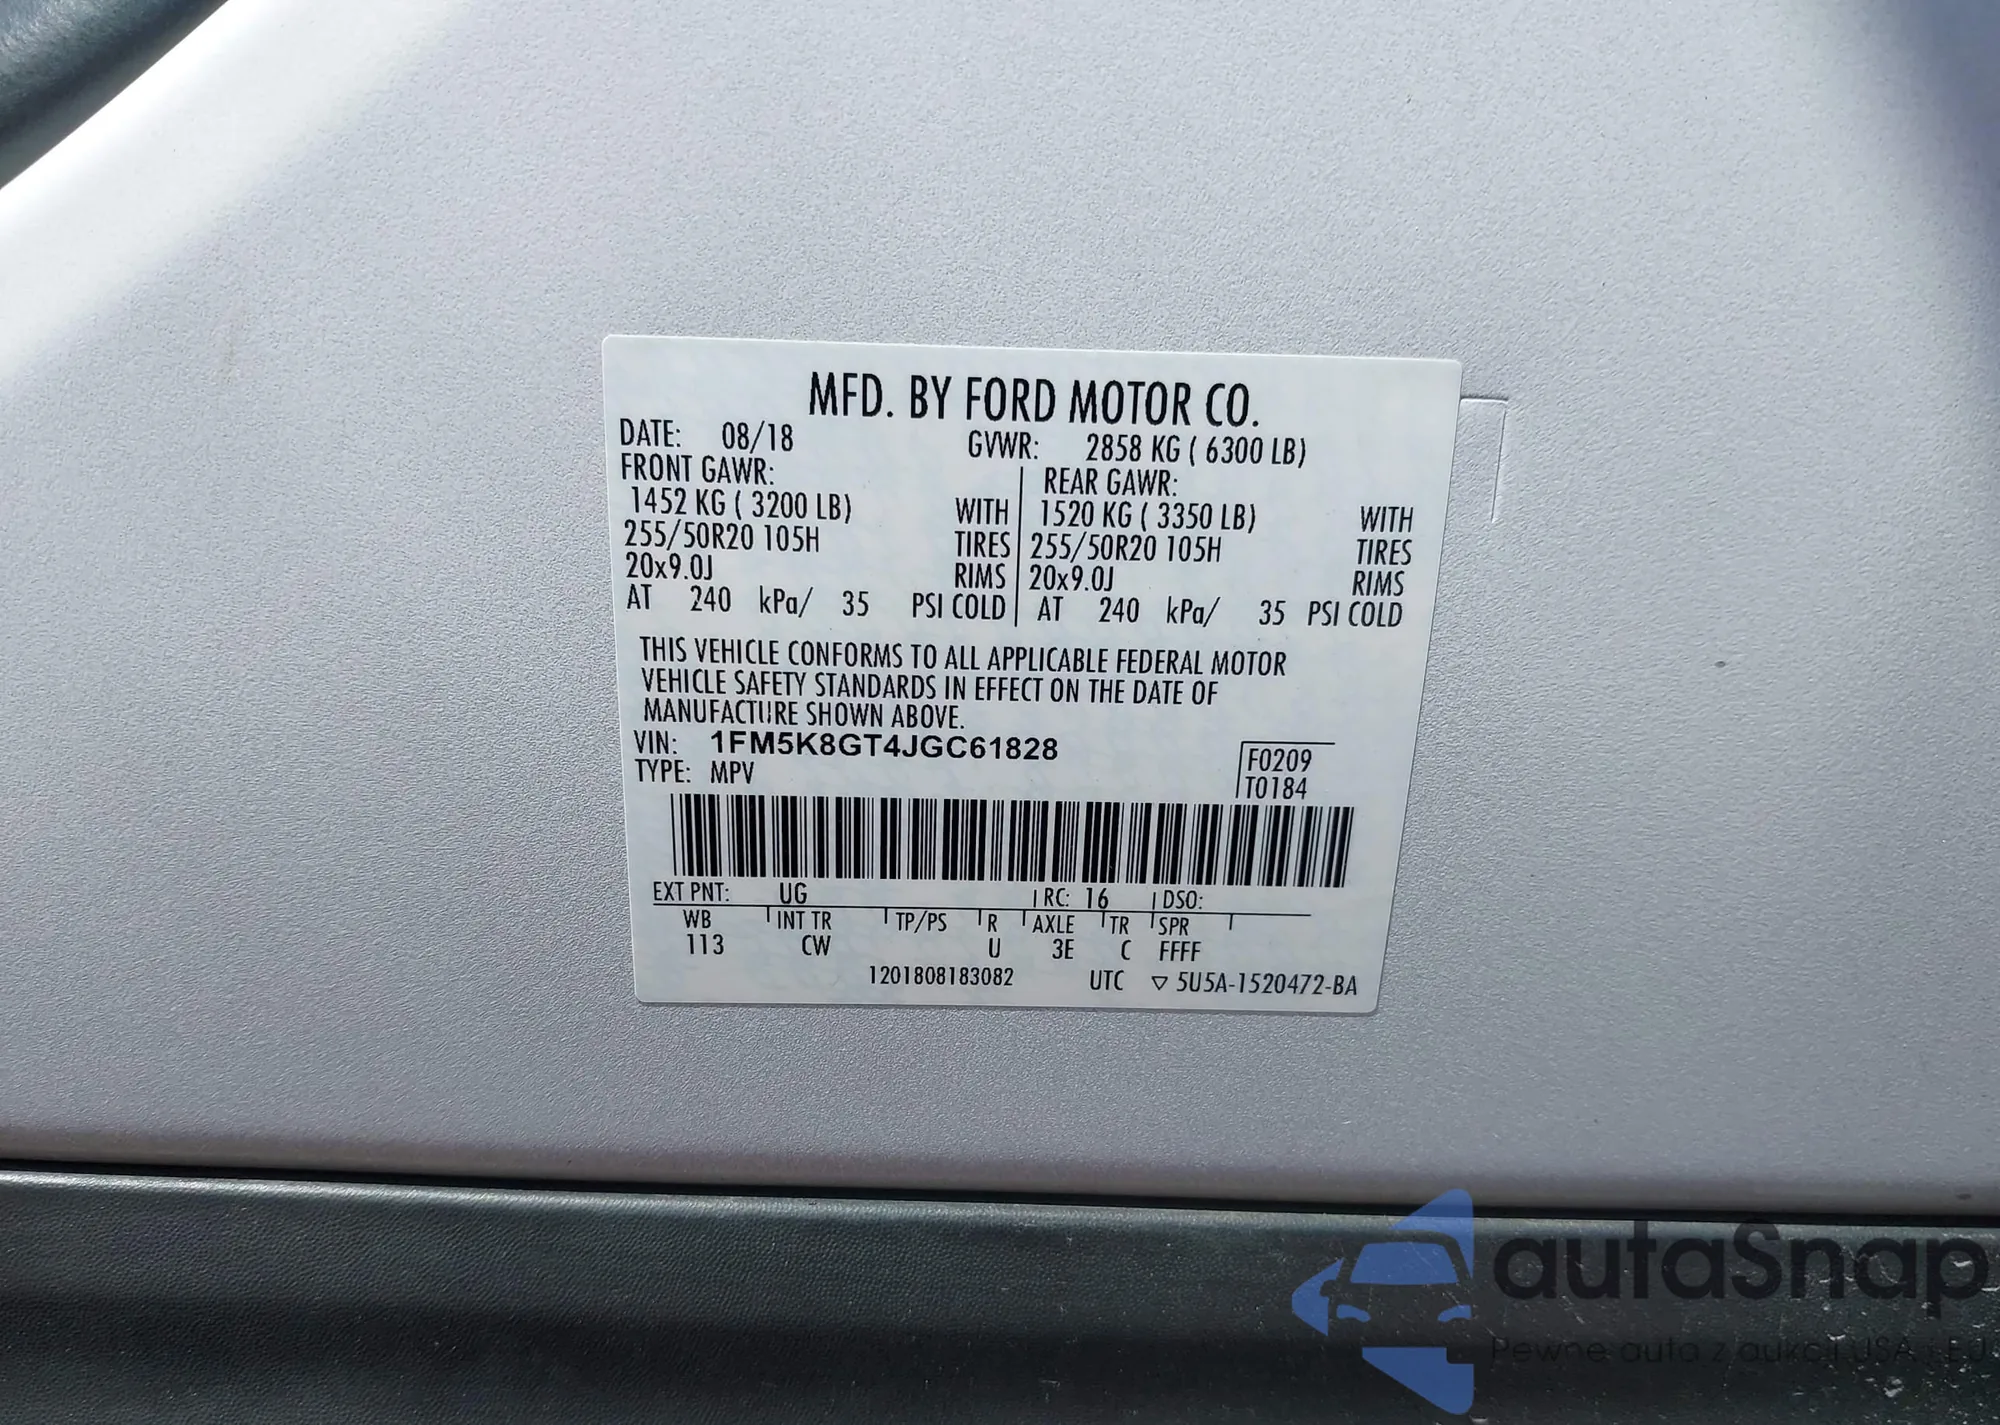 MFD. BY FORD MOTOR CO.
DATE: 08/18 GVWR: 2858 KG ( 6300 LB)
FRONT GAWR: REAR GAWR:
1452 KG ( 3200 LB) WITH 1520 KG ( 3350 LB) WITH
255/50R20 105H TIRES 255/50R20 105H TIRES
20x9.0J RIMS 20x9.0J RIMS
AT 240 kPa/ 35 PSI COLD AT 240 kPa/ 35 PSI COLD
THIS VEHICLE CONFORMS TO ALL APPLICABLE FEDERAL MOTOR
VEHICLE SAFETY STANDARDS IN EFFECT ON THE DATE OF
MANUFACTURE SHOWN ABOVE.
VIN: 1FM5K8GT4JGC61828 F0209
TYPE: MPV T0184
EXT PNT: UG RC: 16 DSO:
WB INT TR TP/PS R AXLE TR SPR
113 CW U 3E C FFFF
1201808183082 UTC ▽ 5U5A-1520472-BA
autaSnap
Pewne auta z aukcji USA i EU